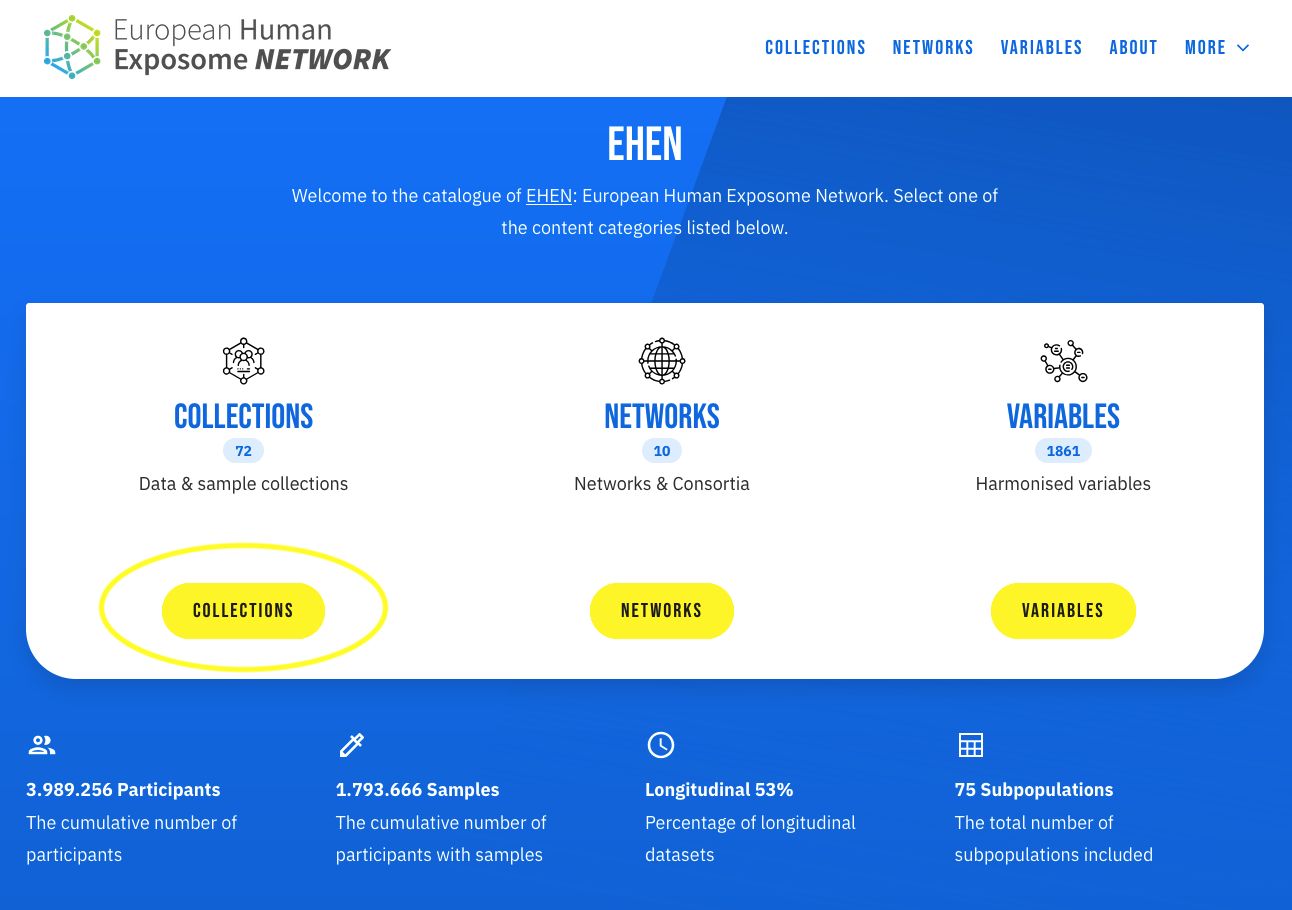 European Human
Exposome NETWORK
COLLECTIONS NETWORKS VARIABLES ABOUT MORE
EHEN
Welcome to the catalogue of EHEN: European Human Exposome Network. Select one of
the content categories listed below.
COLLECTIONS
72
Data & sample collections
COLLECTIONS
NETWORKS
10
Networks & Consortia
NETWORKS
VARIABLES
1861
Harmonised variables
VARIABLES
3.989.256 Participants
The cumulative number of
participants
1.793.666 Samples
The cumulative number of
participants with samples
Longitudinal 53%
Percentage of longitudinal
datasets
75 Subpopulations
The total number of
subpopulations included